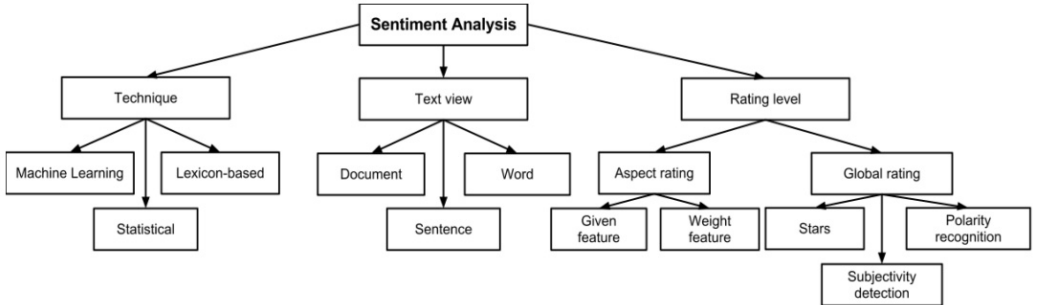 Sentiment Analysis
Technique
Text view
Rating level
Machine Learning
Lexicon-based
Document
Word
Aspect rating
Global rating
Statistical
Sentence
Given
feature
Weight
feature
Stars
Polarity
recognition
Subjectivity
detection